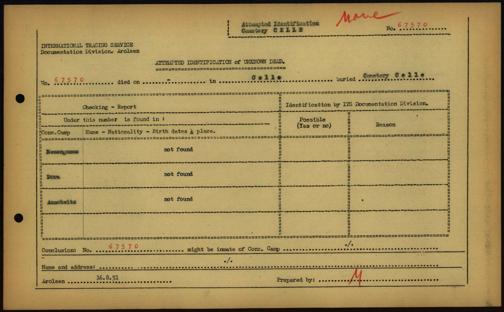 Attempted Identification
Cemetery CELLE
None
No. 67570
INTERNATIONAL TRACING SERVICE
Documentation Division, Arolsen
ATTEMPTED IDENTIFICATION of UNKNOWN DEAD.
No. 67570 died on - in Celle buried Cemetery Celle
Checking - Report
Identification by ITS Documentation Division.
Under this number is found in :
Possible
(Yes or no)
Reason
Conc.Camp
Name - Nationality - Birth dates & place.
Neuengamme not found
Dora not found
Auschwitz not found
Conclusion: No. 67570 might be inmate of Conc. Camp ./.
Name and address: ./.
Arolsen 16.8.51 Prepared by: